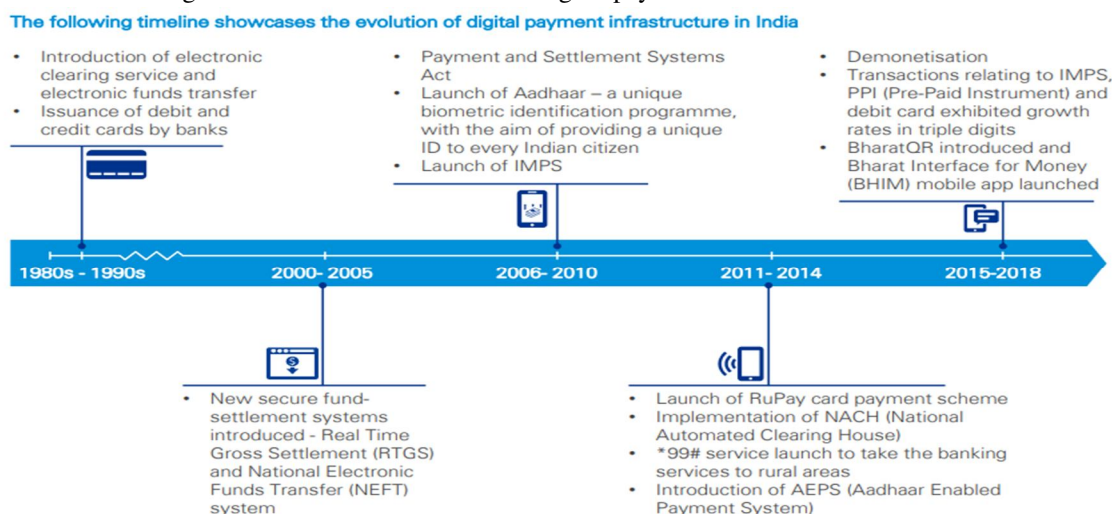 The following timeline showcases the evolution of digital payment infrastructure in India
• Introduction of electronic
clearing service and
electronic funds transfer
• Issuance of debit and
credit cards by banks
• Payment and Settlement Systems
Act
• Launch of Aadhaar – a unique
biometric identification programme,
with the aim of providing a unique
ID to every Indian citizen
• Launch of IMPS
• Demonetisation
• Transactions relating to IMPS,
PPI (Pre-Paid Instrument) and
debit card exhibited growth
rates in triple digits
• BharatQR introduced and
Bharat Interface for Money
(BHIM) mobile app launched
1980s - 1990s
2000- 2005
2006- 2010
2011- 2014
2015-2018
• New secure fund-
settlement systems
introduced - Real Time
Gross Settlement (RTGS)
and National Electronic
Funds Transfer (NEFT)
system
• Launch of RuPay card payment scheme
• Implementation of NACH (National
Automated Clearing House)
• *99# service launch to take the banking
services to rural areas
• Introduction of AEPS (Aadhaar Enabled
Payment System)